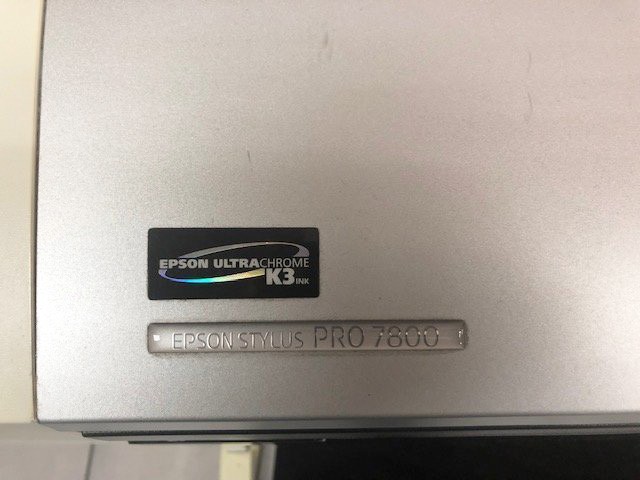 EPSON ULTRACHROME
K3 INK
EPSON STYLUS PRO 7800